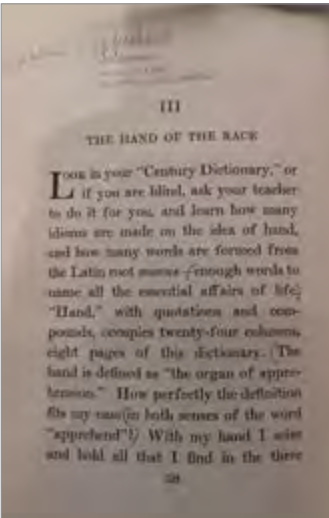 III
THE HAND OF THE RACE
Look in your "Century Dictionary," or
if you are blind, ask your teacher
to do it for you, and learn how many
idioms are made on the idea of hand,
and how many words are formed from
the Latin root manus—enough words to
name all the essential affairs of life.
"Hand," with quotations and com-
pounds, occupies twenty-four columns,
eight pages of this dictionary. The
hand is defined as "the organ of appre-
hension." How perfectly the definition
fits my case in both senses of the word
"apprehend"! With my hand I seize
and hold all that I find in the three